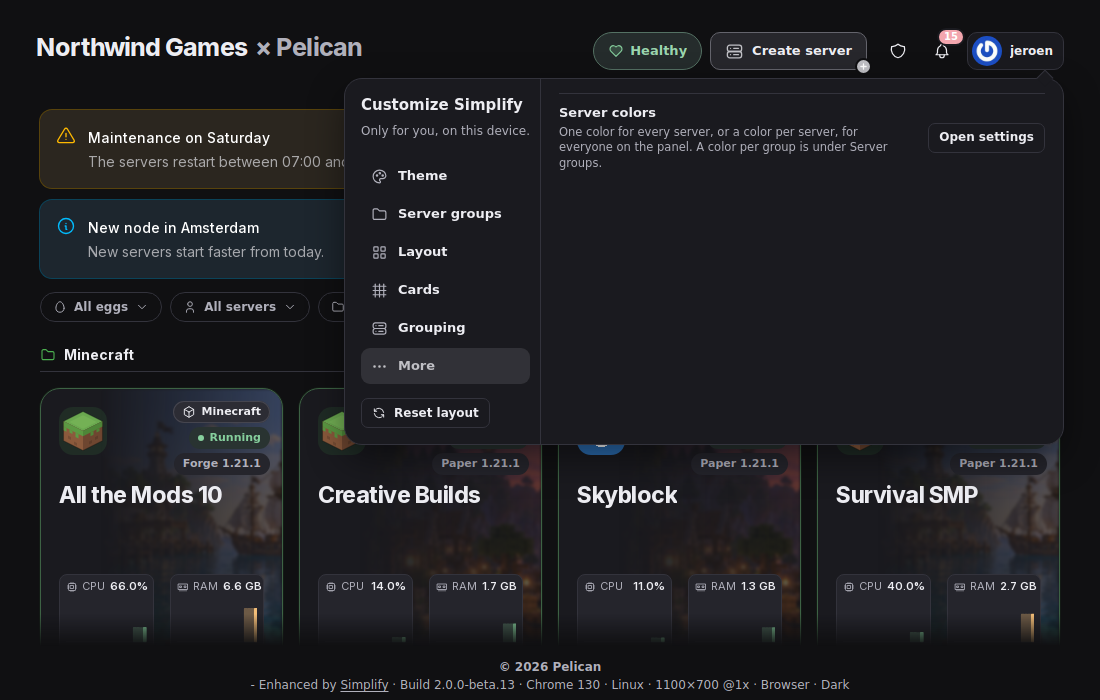 Northwind Games × Pelican
Healthy
Create server
15
jeroen
Maintenance on Saturday
The servers restart between 07:00 and
New node in Amsterdam
New servers start faster from today.
Customize Simplify
Only for you, on this device.
Theme
Server groups
Layout
Cards
Grouping
More
Reset layout
Server colors
One color for every server, or a color per server, for
everyone on the panel. A color per group is under Server
groups.
Open settings
All eggs
All servers
Minecraft
Minecraft
Running
Forge 1.21.1
All the Mods 10
CPU 66.0%
RAM 6.6 GB
Paper 1.21.1
Creative Builds
CPU 14.0%
RAM 1.7 GB
Paper 1.21.1
Skyblock
CPU 11.0%
RAM 1.3 GB
Paper 1.21.1
Survival SMP
CPU 40.0%
RAM 2.7 GB
© 2026 Pelican
- Enhanced by Simplify · Build 2.0.0-beta.13 · Chrome 130 · Linux · 1100×700 @1x · Browser · Dark